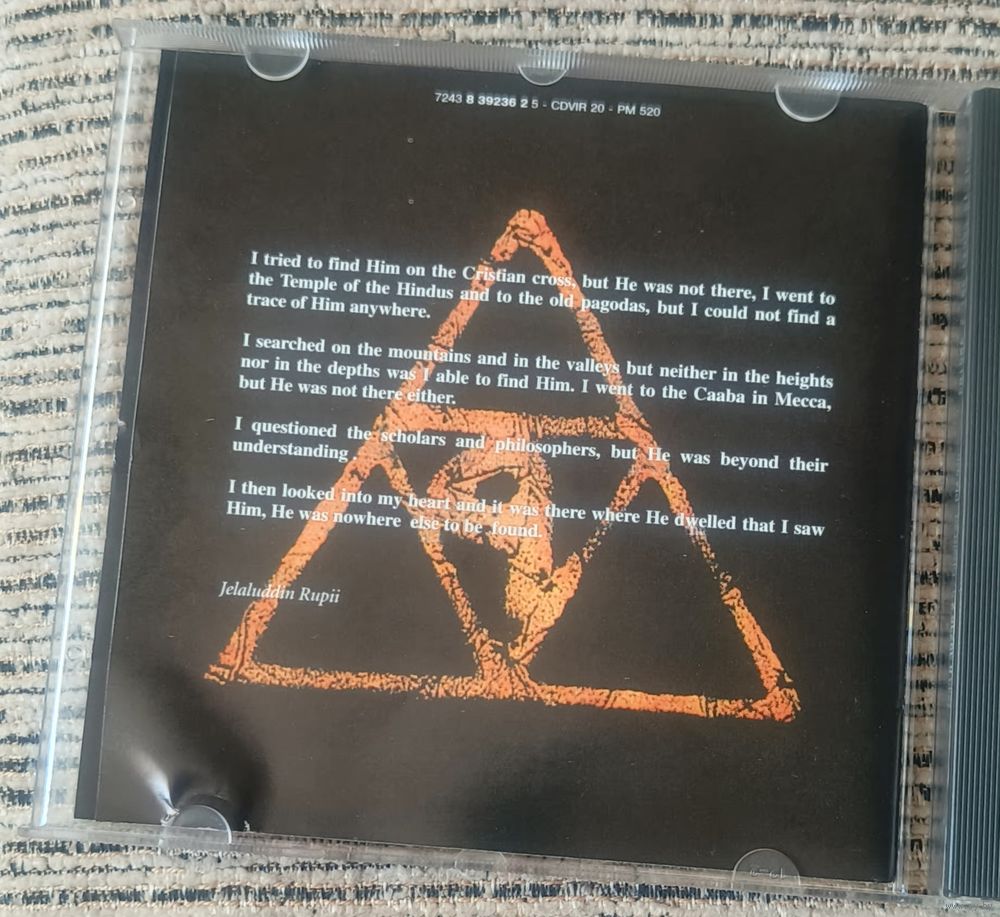 7243 8 39236 2 5 - CDVIR 20 - PM 520
I tried to find Him on the Cristian cross, but He was not there, I went to
the Temple of the Hindus and to the old pagodas, but I could not find a
trace of Him anywhere.
I searched on the mountains and in the valleys but neither in the heights
nor in the depths was I able to find Him. I went to the Caaba in Mecca,
but He was not there either.
I questioned the scholars and philosophers, but He was beyond their
understanding.
I then looked into my heart and it was there where He dwelled that I saw
Him, He was nowhere else to be found.
Jelaluddin Rupii